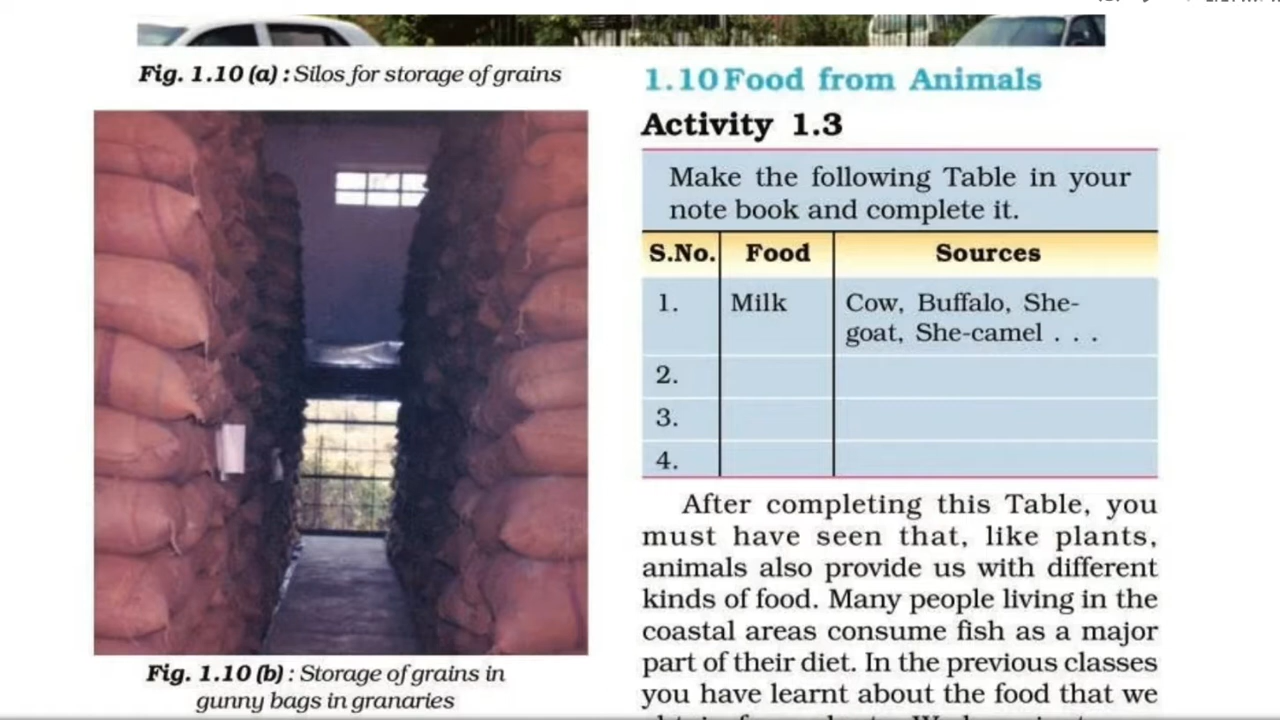 Fig. 1.10 (a) : Silos for storage of grains
Fig. 1.10 (b) : Storage of grains in
gunny bags in granaries
1.10 Food from Animals
Activity 1.3
Make the following Table in your
note book and complete it.
S.No. Food Sources
1. Milk Cow, Buffalo, She-
goat, She-camel . . .
2.
3.
4.
After completing this Table, you
must have seen that, like plants,
animals also provide us with different
kinds of food. Many people living in the
coastal areas consume fish as a major
part of their diet. In the previous classes
you have learnt about the food that we